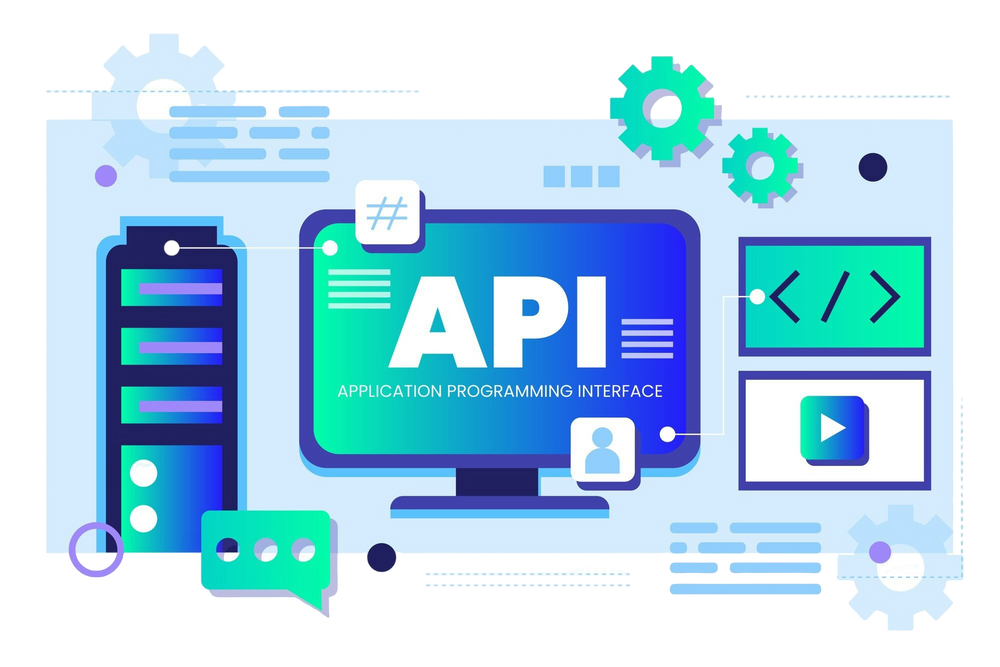 #
API
APPLICATION PROGRAMMING INTERFACE
</>